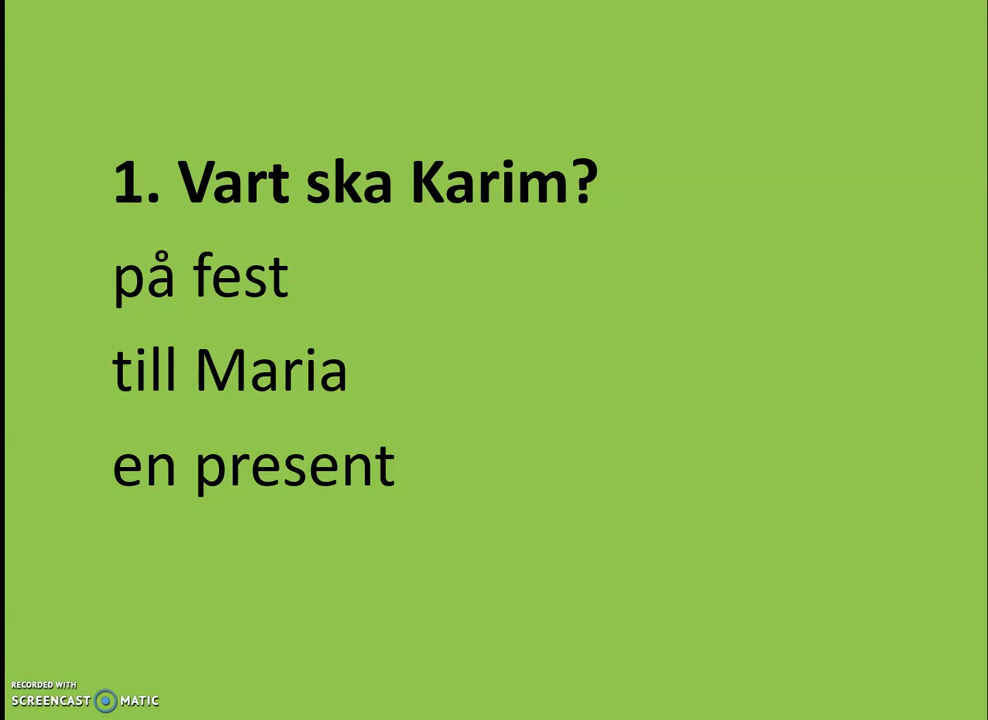 1. Vart ska Karim?
på fest
till Maria
en present
RECORDED WITH
SCREENCAST MATIC